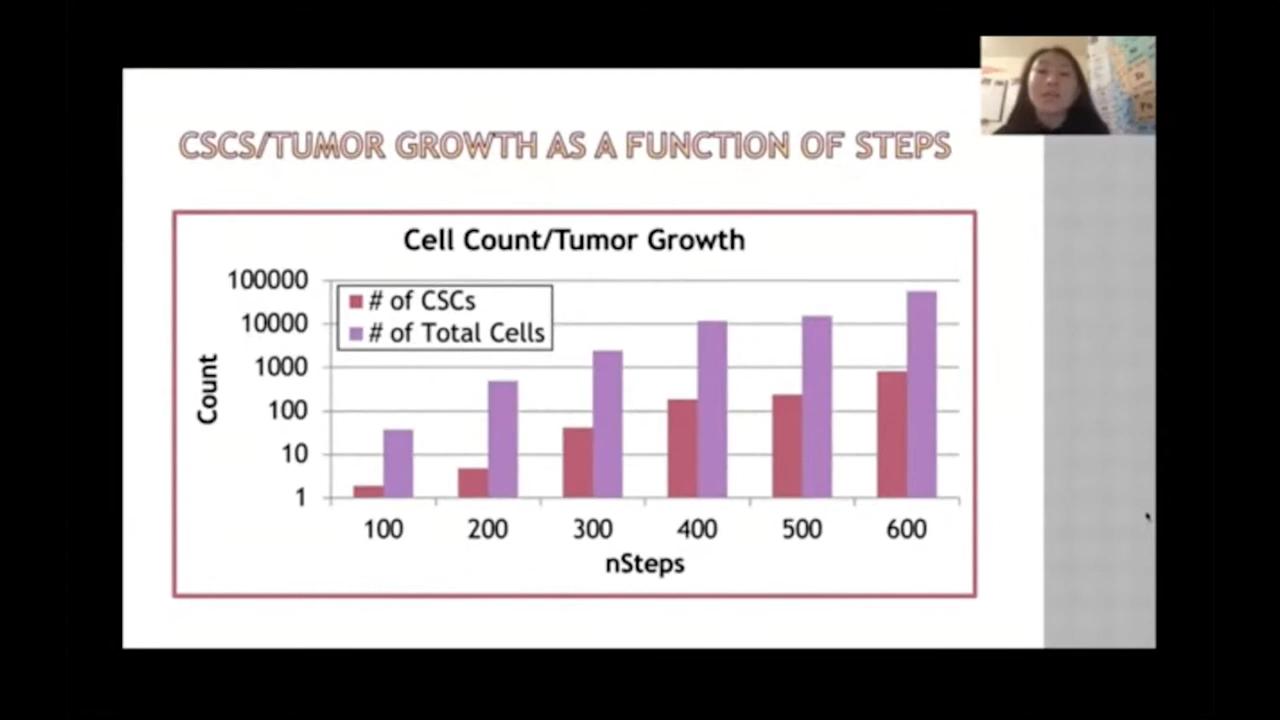 CSCS/TUMOR GROWTH AS A FUNCTION OF STEPS
Cell Count/Tumor Growth
100000
10000
1000
100
10
1
Count
# of CSCs
# of Total Cells
100 200 300 400 500 600
nSteps